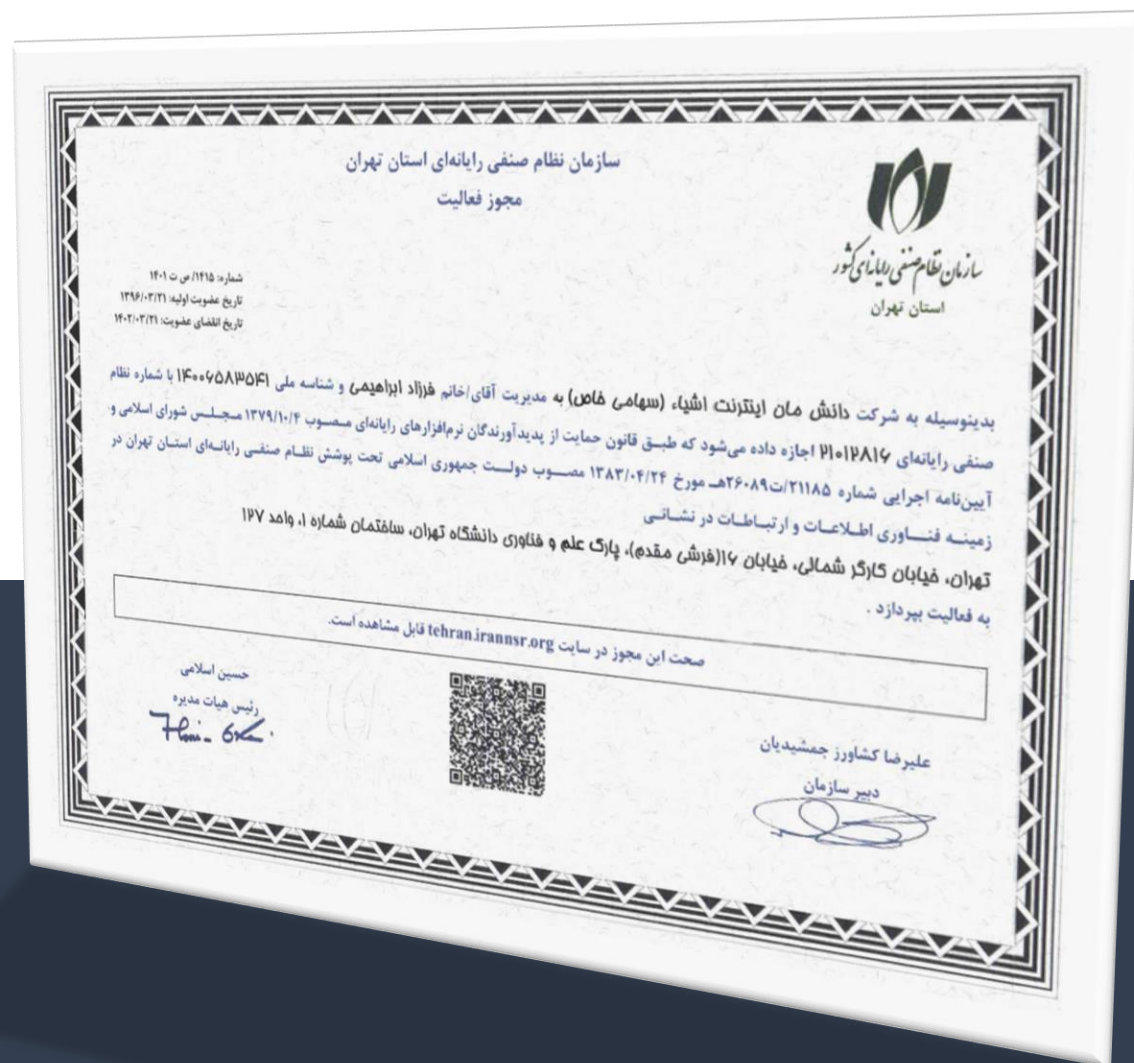 سازمان نظام صنفی رایانه‌ای استان تهران
مجوز فعالیت
سازمان نظام صنفی رایانه‌ای کشور
استان تهران
شماره: ۱۴۱۵/ص ت ۱۴۰۱
تاریخ عضویت اولیه: ۱۳۹۶/۰۳/۲۱
تاریخ انقضای عضویت: ۱۴۰۲/۰۳/۲۱
بدینوسیله به شرکت دانش مان اینترنت اشیاء (سهامی خاص) به مدیریت آقای/خانم فرزاد ابراهیمی و شناسه ملی ۱۴۰۰۶۵۸۳۵۴۱ با شماره نظام
صنفی رایانه‌ای ۲۱۰۱۲۸۱۶ اجازه داده می‌شود که طبق قانون حمایت از پدیدآورندگان نرم‌افزارهای رایانه‌ای مصوب ۱۳۷۹/۱۰/۴ مجلس شورای اسلامی و
آیین‌نامه اجرایی شماره ۲۱۱۸۵/ت۲۶۰۸۹هـ مورخ ۱۳۸۳/۰۴/۲۴ مصوب دولت جمهوری اسلامی تحت پوشش نظام صنفی رایانه‌ای استان تهران در
زمینه فناوری اطلاعات و ارتباطات در نشانی
تهران، خیابان کارگر شمالی، خیابان ۱۶(فرشی مقدم)، پارک علم و فناوری دانشگاه تهران، ساختمان شماره ۱، واحد ۱۲۷
به فعالیت بپردازد .
صحت این مجوز در سایت tehran.irannsr.org قابل مشاهده است.
علیرضا کشاورز جمشیدیان
دبیر سازمان
حسین اسلامی
رئیس هیات مدیره